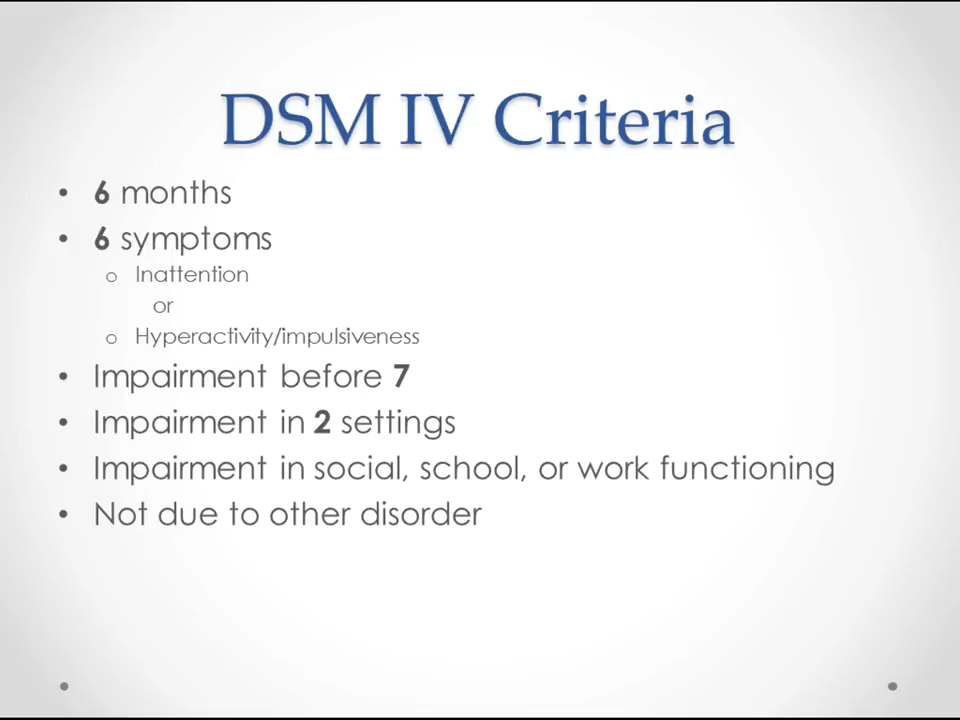 DSM IV Criteria
• 6 months
• 6 symptoms
o Inattention
or
o Hyperactivity/impulsiveness
• Impairment before 7
• Impairment in 2 settings
• Impairment in social, school, or work functioning
• Not due to other disorder